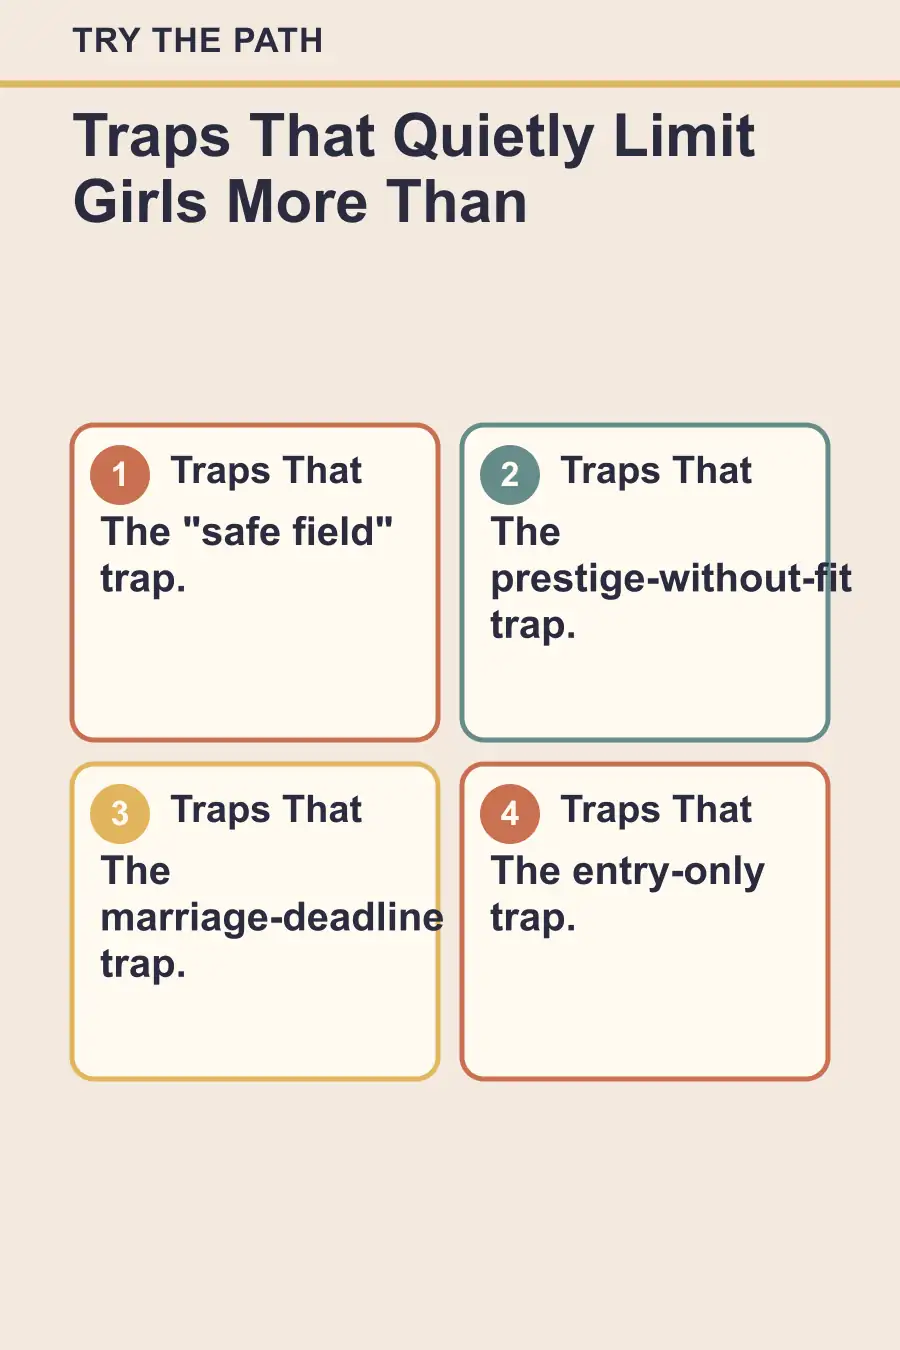 TRY THE PATH
Traps That Quietly Limit
Girls More Than
1 Traps That
The "safe field"
trap.
2 Traps That
The
prestige-without-fit
trap.
3 Traps That
The
marriage-deadline
trap.
4 Traps That
The entry-only
trap.